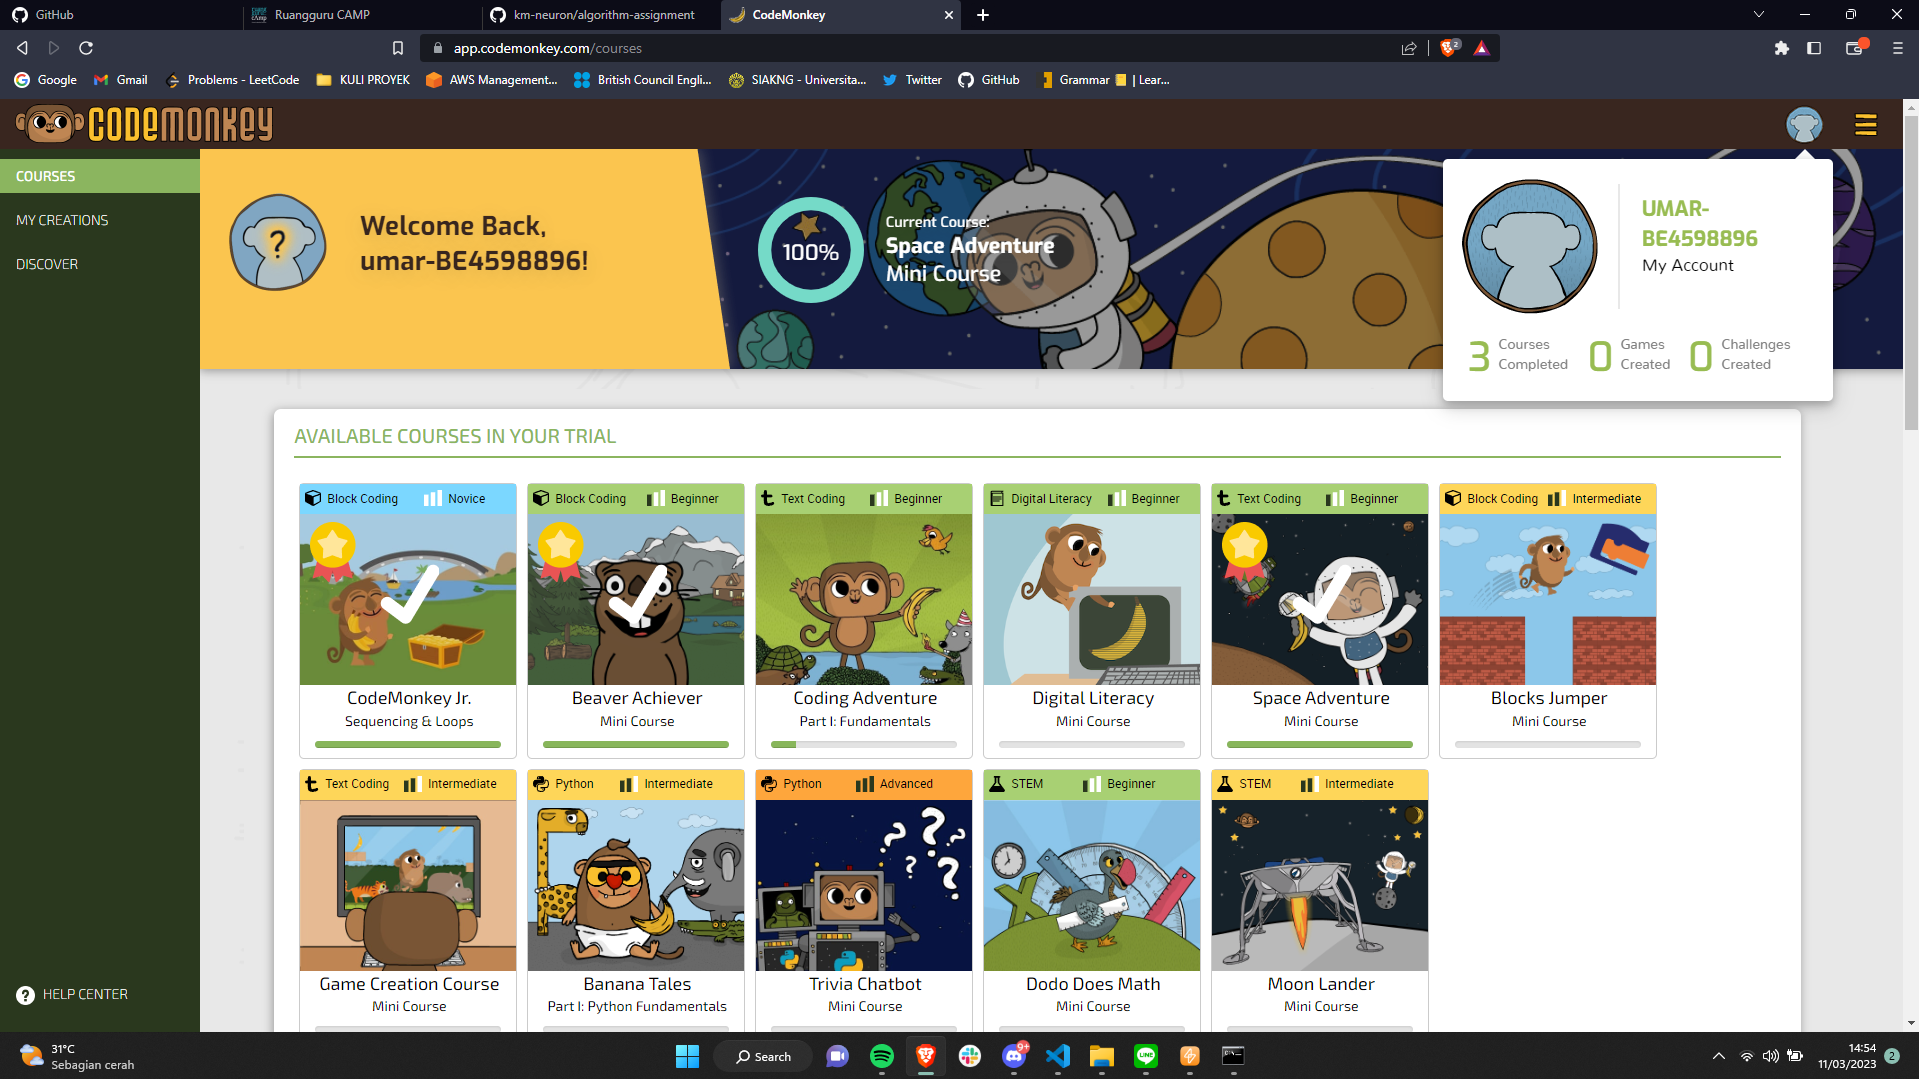 GitHub
Ruangguru CAMP
km-neuron/algorithm-assignment
CodeMonkey
app.codemonkey.com/courses
2
Google
Gmail
Problems - LeetCode
KULI PROYEK
AWS Management...
British Council Engli...
SIAKNG - Universita...
Twitter
GitHub
Grammar 📒 | Lear...
CODEMONKEY
COURSES
MY CREATIONS
DISCOVER
HELP CENTER
?
Welcome Back,
umar-BE4598896!
100%
Current Course:
Space Adventure
Mini Course
UMAR-
BE4598896
My Account
3 Courses Completed
0 Games Created
0 Challenges Created
AVAILABLE COURSES IN YOUR TRIAL
Block Coding Novice
CodeMonkey Jr.
Sequencing & Loops
Block Coding Beginner
Beaver Achiever
Mini Course
Text Coding Beginner
Coding Adventure
Part I: Fundamentals
Digital Literacy Beginner
Digital Literacy
Mini Course
Text Coding Beginner
Space Adventure
Mini Course
Block Coding Intermediate
Blocks Jumper
Mini Course
Text Coding Intermediate
Game Creation Course
Mini Course
Python Intermediate
Banana Tales
Part I: Python Fundamentals
Python Advanced
Trivia Chatbot
Mini Course
STEM Beginner
Dodo Does Math
Mini Course
STEM Intermediate
Moon Lander
Mini Course
31°C
Sebagian cerah
Search
9+
LINE
14:54
11/03/2023
2